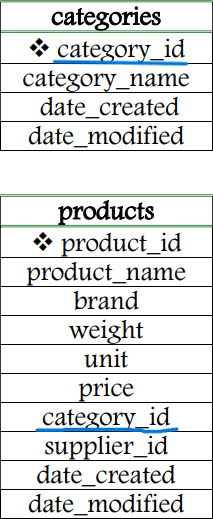 categories
❖ category_id
category_name
date_created
date_modified
products
❖ product_id
product_name
brand
weight
unit
price
category_id
supplier_id
date_created
date_modified